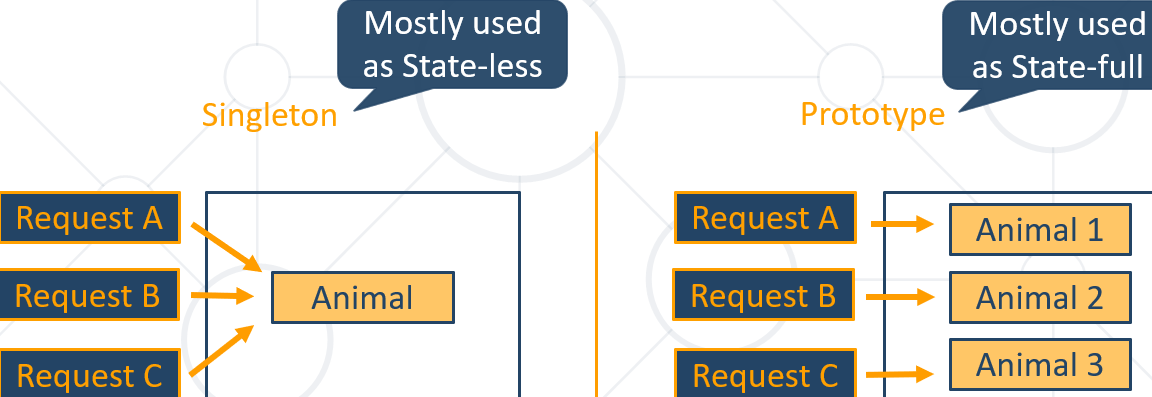 Mostly used
as State-less
Singleton
Request A
Request B
Request C
Animal
Mostly used
as State-full
Prototype
Request A
Request B
Request C
Animal 1
Animal 2
Animal 3